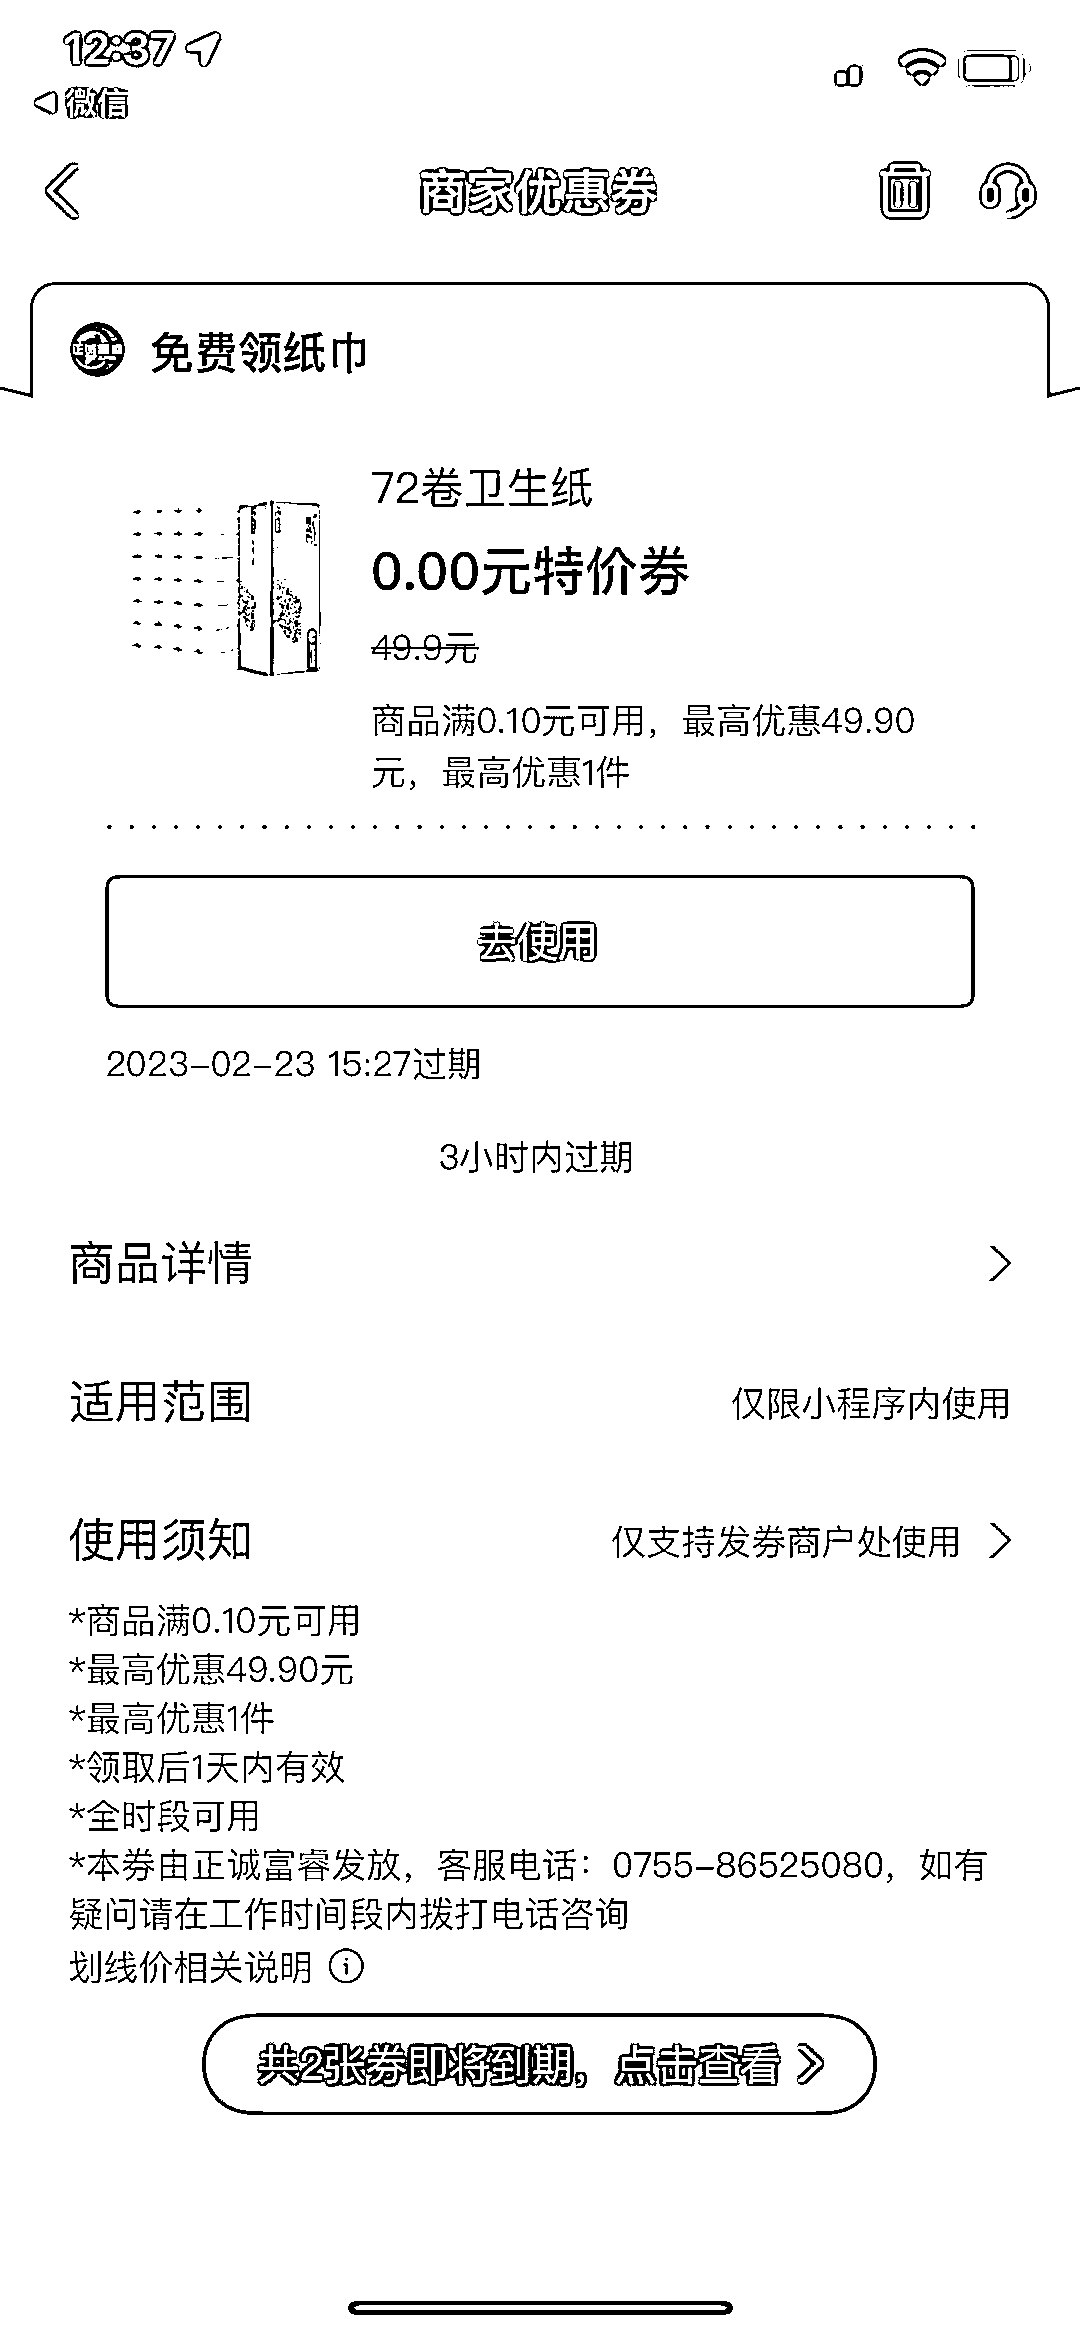 12:37
微信
商家优惠券
免费领纸巾
72卷卫生纸
0.00元特价券
49.9元
商品满0.10元可用，最高优惠49.90
元，最高优惠1件
去使用
2023-02-23 15:27过期
3小时内过期
商品详情
适用范围
仅限小程序内使用
使用须知
仅支持发券商户处使用
*商品满0.10元可用
*最高优惠49.90元
*最高优惠1件
*领取后1天内有效
*全时段可用
*本券由正诚富睿发放，客服电话：0755-86525080，如有
疑问请在工作时间段内拨打电话咨询
划线价相关说明
共2张券即将到期，点击查看